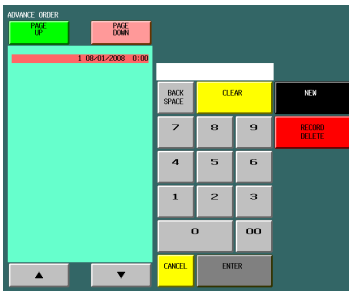 ADVANCE ORDER
PAGE
UP
PAGE
DOWN
1 08/01/2008 0:00
BACK
SPACE
CLEAR
NEW
7
8
9
RECORD
DELETE
4
5
6
1
2
3
0
00
CANCEL
ENTER